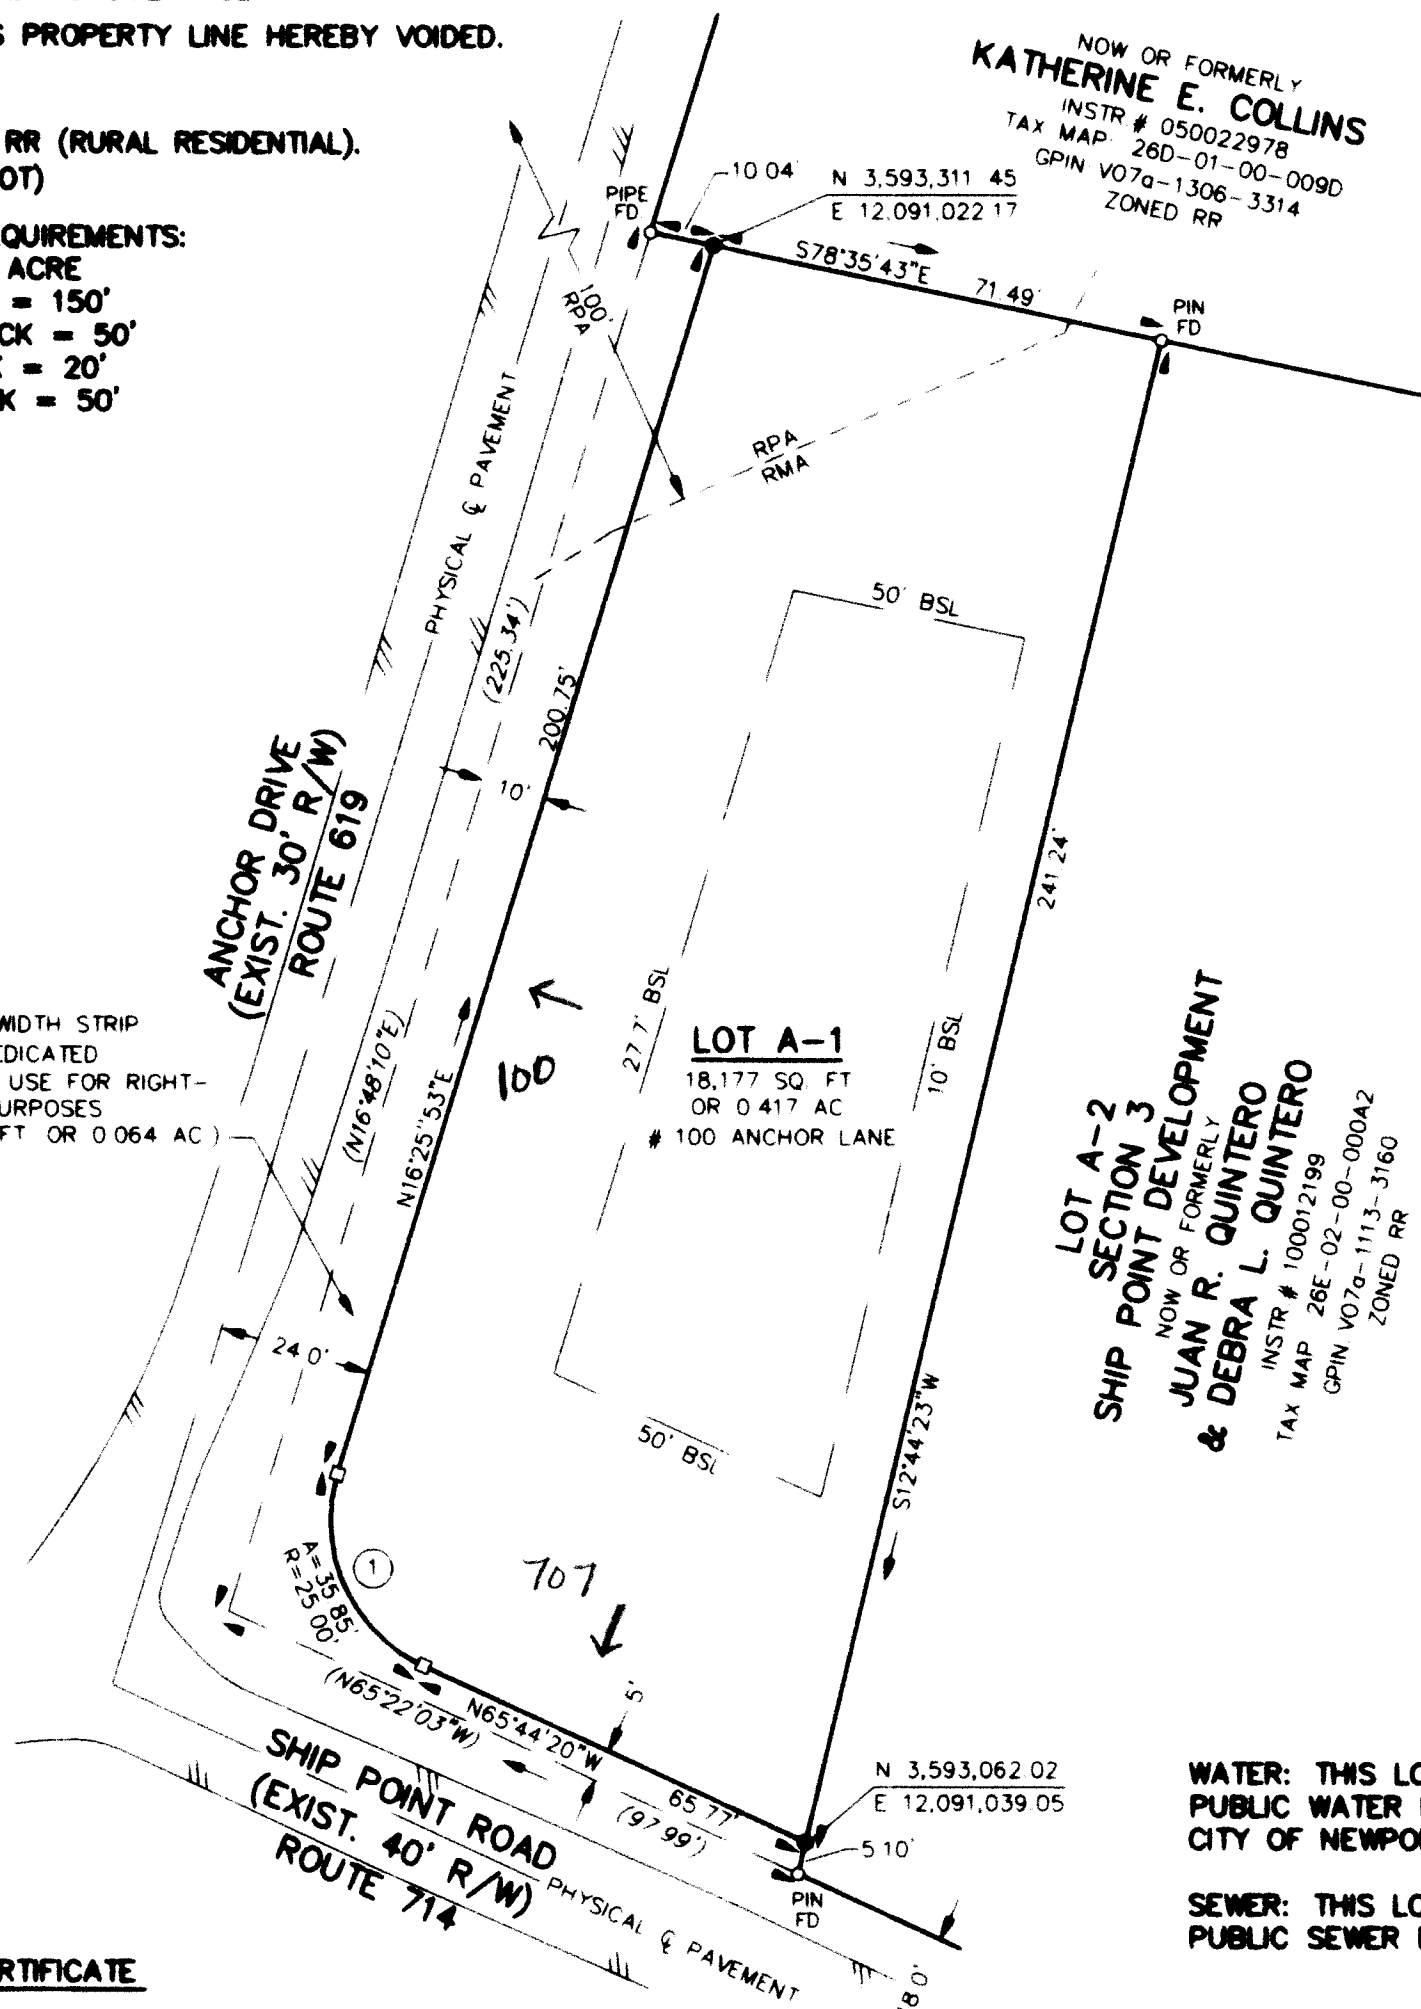 S PROPERTY LINE HEREBY VOIDED.
RR (RURAL RESIDENTIAL).
OT)
QUIREMENTS:
ACRE
= 150'
CK = 50'
= 20'
K = 50'
NOW OR FORMERLY
KATHERINE E. COLLINS
INSTR # 050022978
TAX MAP 26D-01-00-009D
GPIN V07a-1306-3314
ZONED RR
PIPE
FD
10 04'
N 3,593,311 45
E 12,091,022 17
S78°35'43"E
71.49'
PIN
FD
100'
RPA
RPA
RMA
PHYSICAL ℄ PAVEMENT
(225.34')
200.75'
10'
50' BSL
241 24'
ANCHOR DRIVE
(EXIST. 30' R/W)
ROUTE 619
WIDTH STRIP
EDICATED
USE FOR RIGHT-
URPOSES
FT OR 0 064 AC )
(N16°48'10"E)
N16°25'53"E
100
27 7' BSL
LOT A-1
18,177 SQ. FT
OR 0 417 AC
# 100 ANCHOR LANE
10' BSL
LOT A-2
SECTION 3
SHIP POINT DEVELOPMENT
NOW OR FORMERLY
JUAN R. QUINTERO
& DEBRA L. QUINTERO
INSTR # 100012199
TAX MAP 26E-02-00-000A2
GPIN V07a-1113-3160
ZONED RR
24 0'
50' BSL
S12°44'23"W
1
A=35 85'
R=25 00'
707
5'
(N65°22'03"W)
N65°44'20"W
65 77'
(97 99')
SHIP POINT ROAD
(EXIST. 40' R/W)
ROUTE 714
PHYSICAL ℄ PAVEMENT
N 3,593,062 02
E 12,091,039.05
5 10'
PIN
FD
WATER: THIS LO
PUBLIC WATER
CITY OF NEWPO
SEWER: THIS LO
PUBLIC SEWER
RTIFICATE